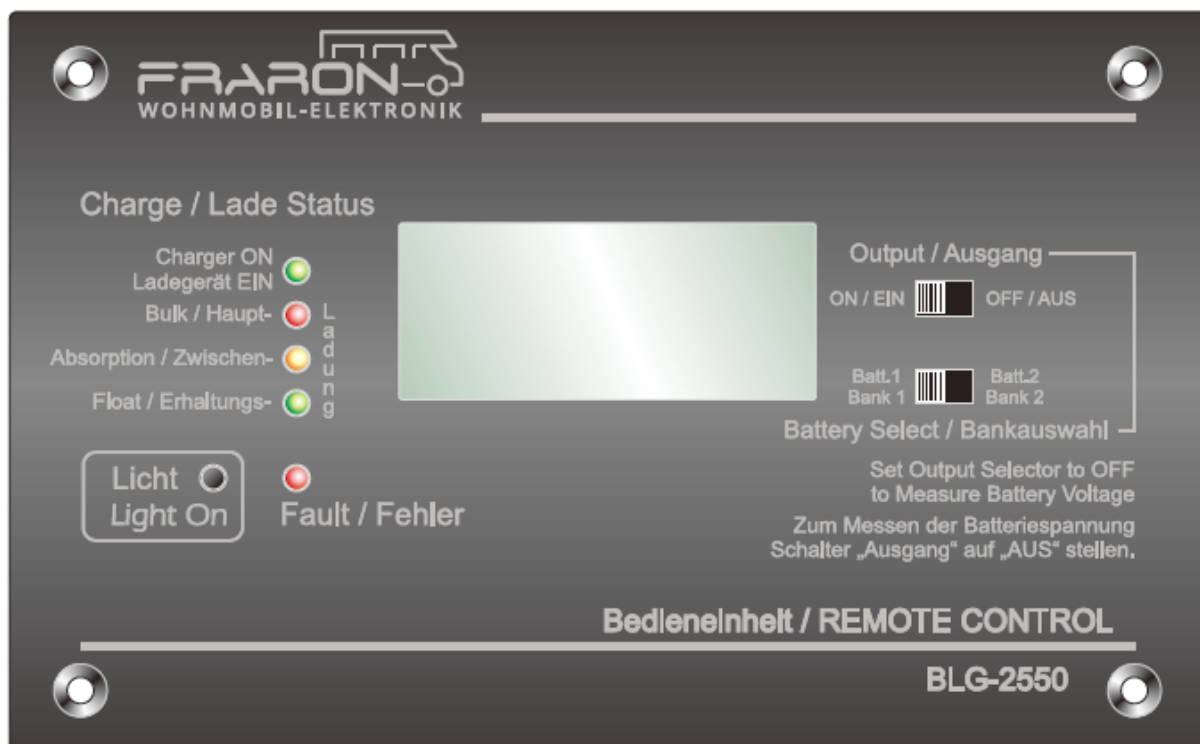 FRARON
WOHNMOBIL-ELEKTRONIK
Charge / Lade Status
Charger ON
Ladegerät EIN
Bulk / Haupt-
Absorption / Zwischen-
Float / Erhaltungs-
Ladung
Licht
Light On
Fault / Fehler
Output / Ausgang
ON / EIN OFF / AUS
Batt.1 Batt.2
Bank 1 Bank 2
Battery Select / Bankauswahl
Set Output Selector to OFF
to Measure Battery Voltage
Zum Messen der Batteriespannung
Schalter „Ausgang“ auf „AUS“ stellen.
Bedieneinheit / REMOTE CONTROL
BLG-2550